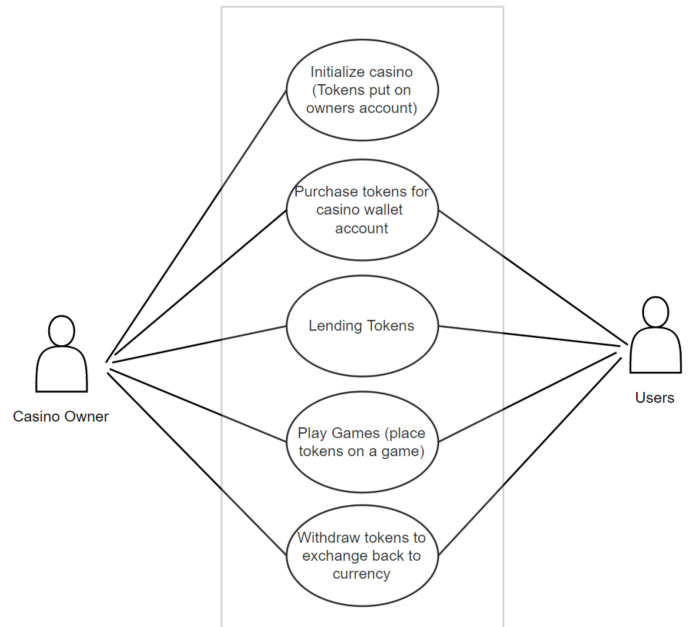 Initialize casino
(Tokens put on
owners account)
Purchase tokens for
casino wallet
account
Lending Tokens
Casino Owner
Users
Play Games (place
tokens on a game)
Withdraw tokens to
exchange back to
currency